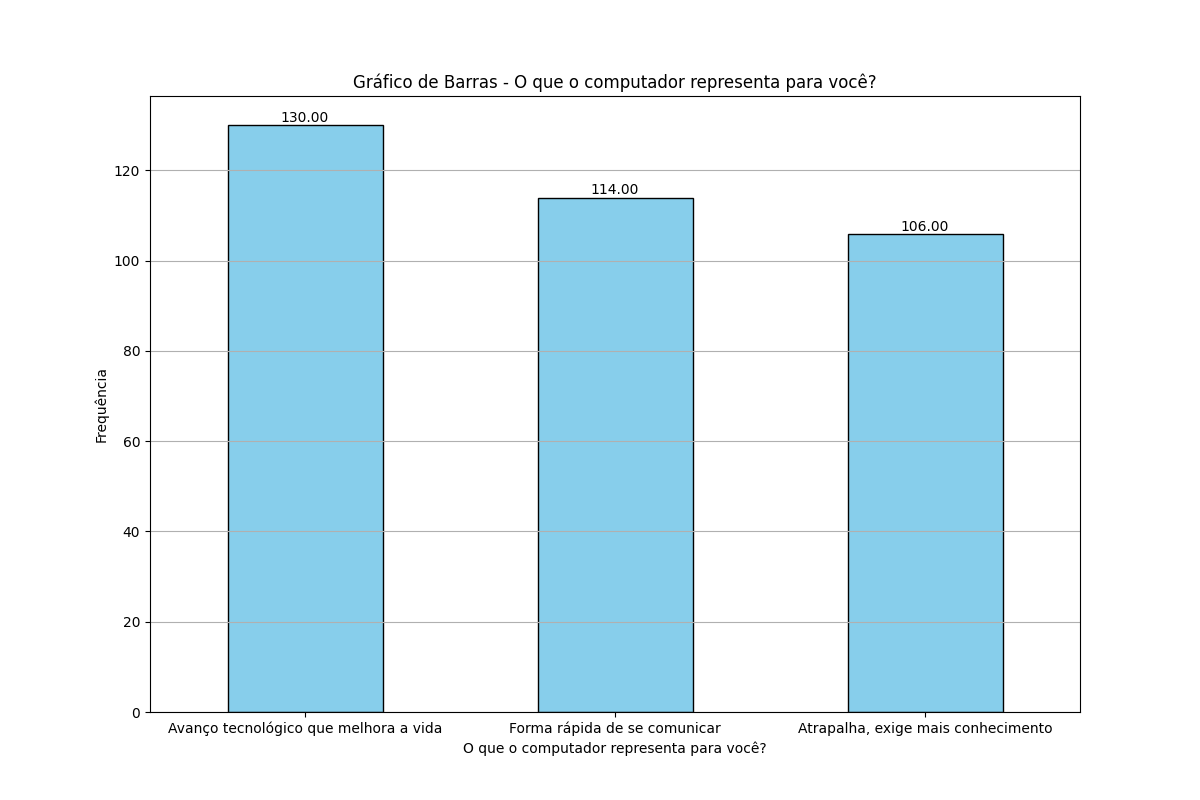 Gráfico de Barras - O que o computador representa para você?
130.00
114.00
106.00
120
100
80
60
40
20
0
Frequência
Avanço tecnológico que melhora a vida
Forma rápida de se comunicar
Atrapalha, exige mais conhecimento
O que o computador representa para você?